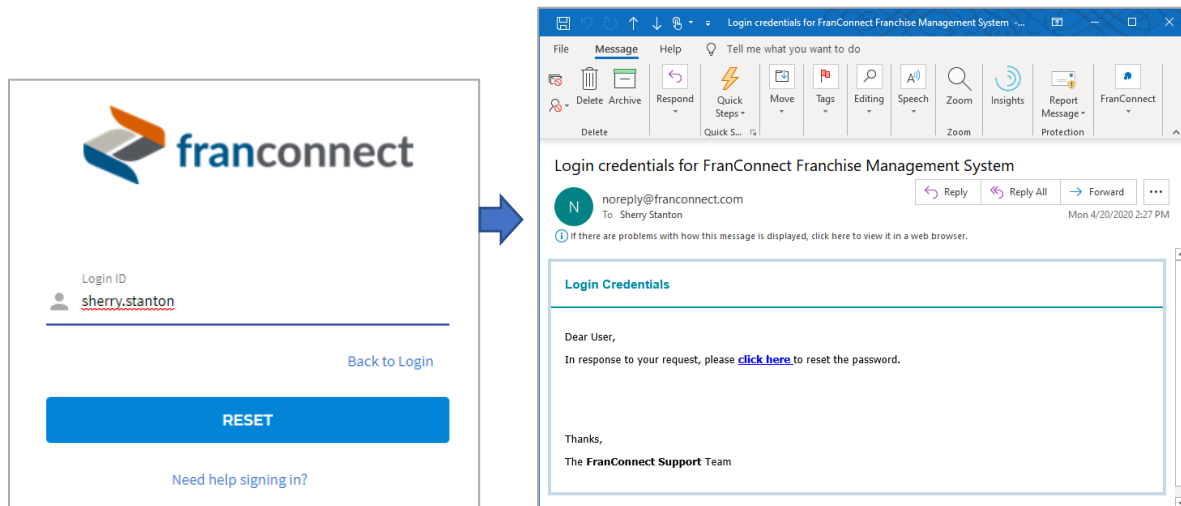 franconnect
Login ID
sherry.stanton
Back to Login
RESET
Need help signing in?
Login credentials for FranConnect Franchise Management System -...
File Message Help Tell me what you want to do
Delete Archive Respond Quick Steps Move Tags Editing Speech Zoom Insights Report Message FranConnect
Delete Quick S... Zoom Protection
Login credentials for FranConnect Franchise Management System
N
noreply@franconnect.com
To Sherry Stanton
Reply Reply All Forward ...
Mon 4/20/2020 2:27 PM
If there are problems with how this message is displayed, click here to view it in a web browser.
Login Credentials
Dear User,
In response to your request, please click here to reset the password.
Thanks,
The FranConnect Support Team